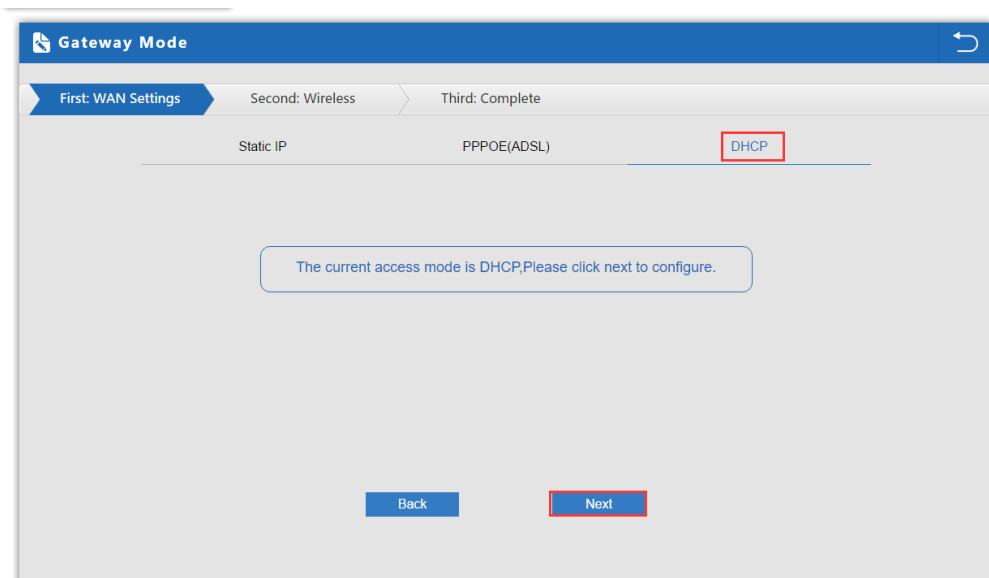 Gateway Mode
First: WAN Settings Second: Wireless Third: Complete
Static IP PPPOE(ADSL) DHCP
The current access mode is DHCP,Please click next to configure.
Back Next